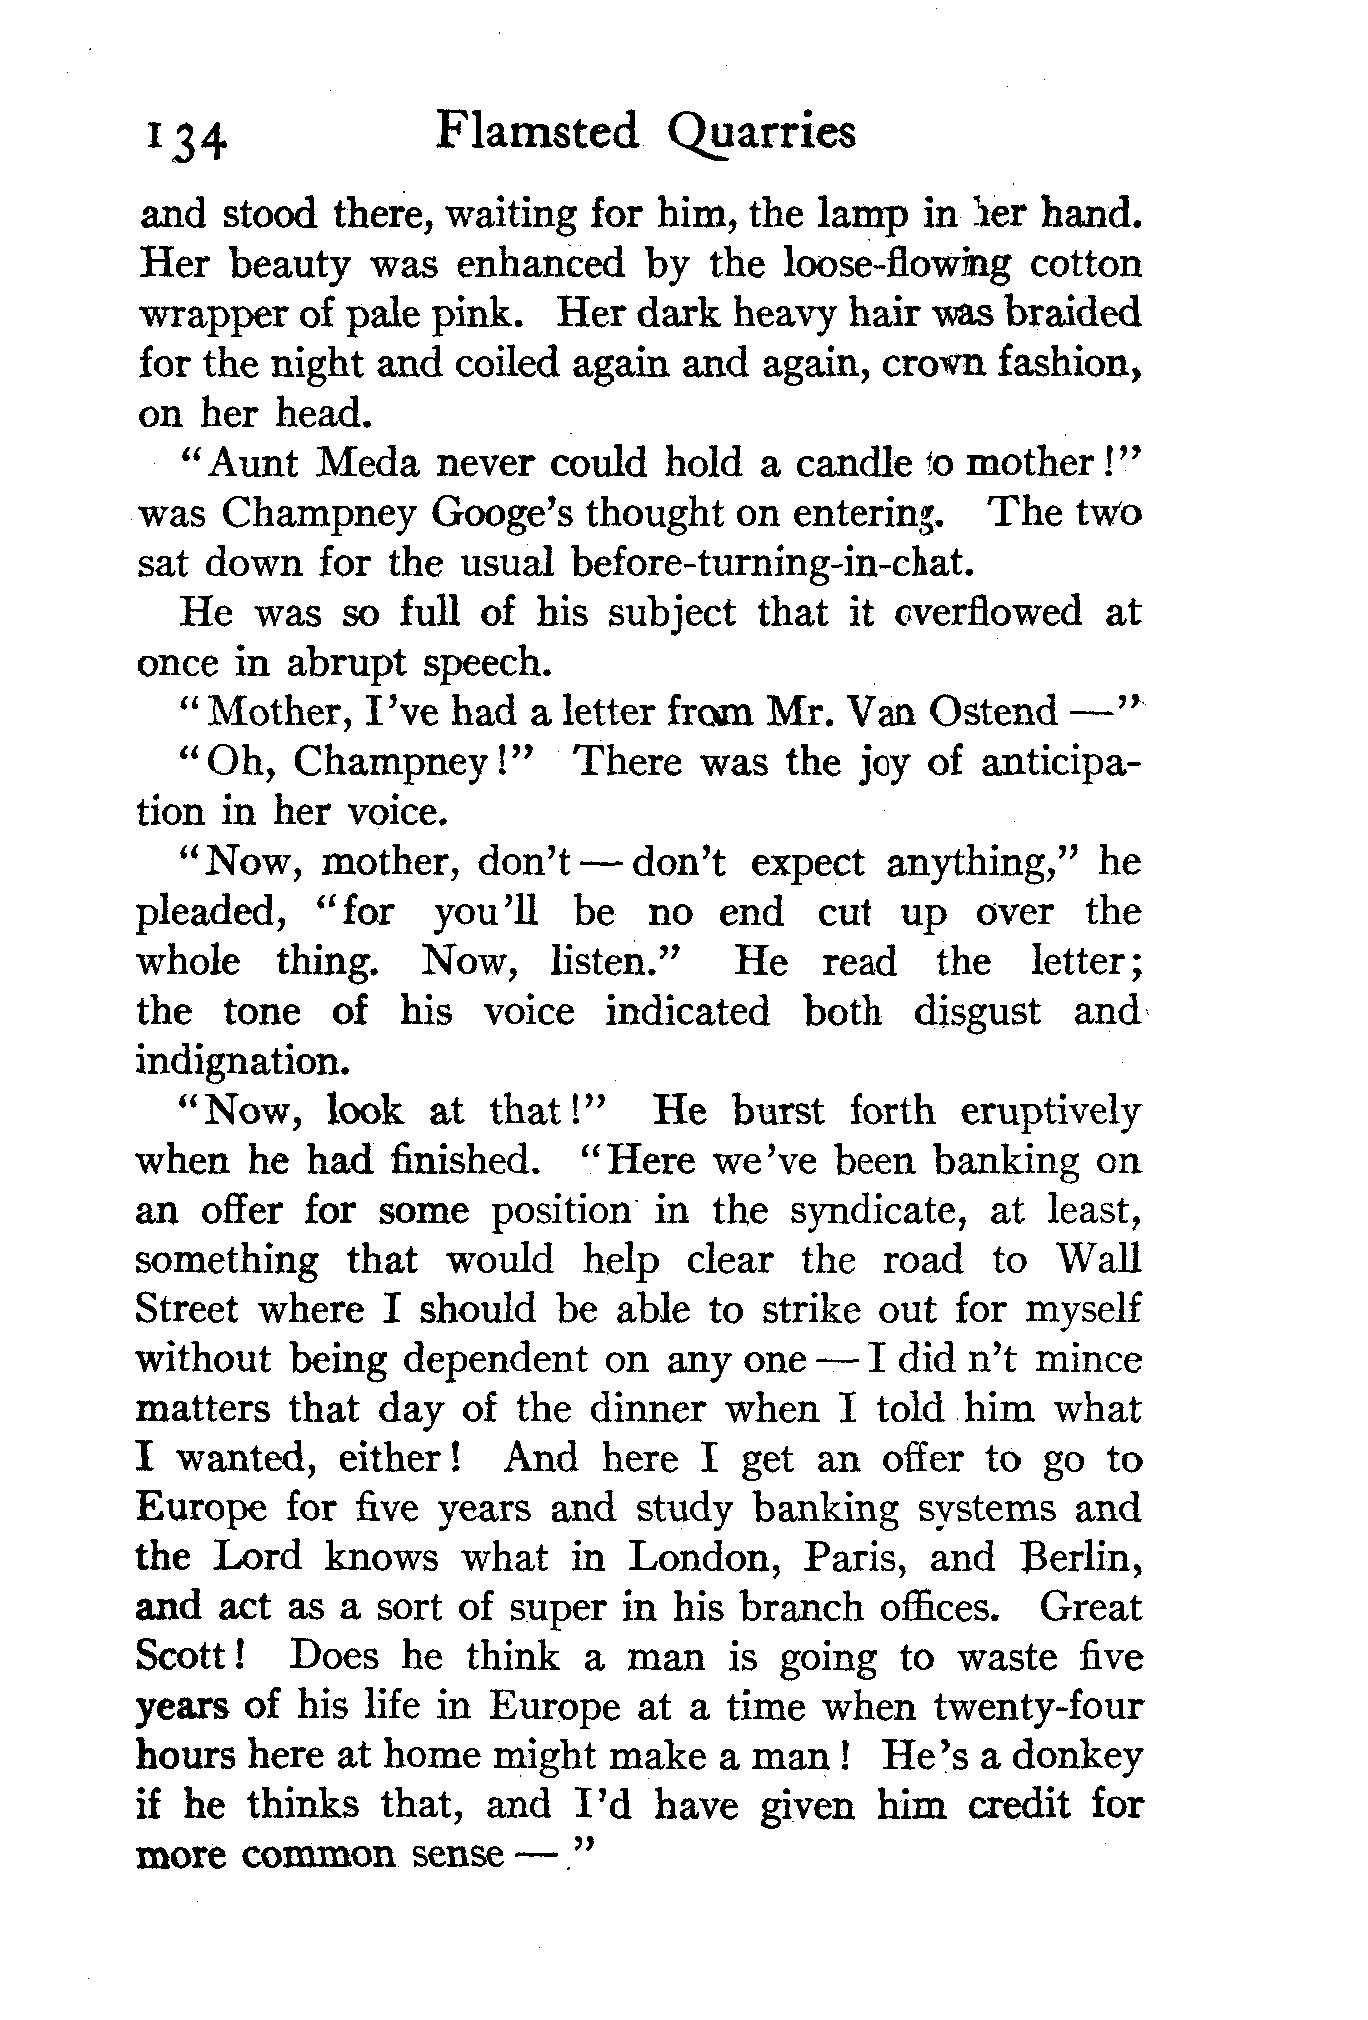 134 Flamsted Quarries
and stood there, waiting for him, the lamp in her hand.
Her beauty was enhanced by the loose-flowing cotton
wrapper of pale pink. Her dark heavy hair was braided
for the night and coiled again and again, crown fashion,
on her head.
"Aunt Meda never could hold a candle to mother!"
was Champney Googe's thought on entering. The two
sat down for the usual before-turning-in-chat.
He was so full of his subject that it overflowed at
once in abrupt speech.
"Mother, I've had a letter from Mr. Van Ostend —"
"Oh, Champney!" There was the joy of anticipa-
tion in her voice.
"Now, mother, don't — don't expect anything," he
pleaded, "for you'll be no end cut up over the
whole thing. Now, listen." He read the letter;
the tone of his voice indicated both disgust and
indignation.
"Now, look at that!" He burst forth eruptively
when he had finished. "Here we've been banking on
an offer for some position in the syndicate, at least,
something that would help clear the road to Wall
Street where I should be able to strike out for myself
without being dependent on any one — I did n't mince
matters that day of the dinner when I told him what
I wanted, either! And here I get an offer to go to
Europe for five years and study banking systems and
the Lord knows what in London, Paris, and Berlin,
and act as a sort of super in his branch offices. Great
Scott! Does he think a man is going to waste five
years of his life in Europe at a time when twenty-four
hours here at home might make a man! He's a donkey
if he thinks that, and I'd have given him credit for
more common sense —."